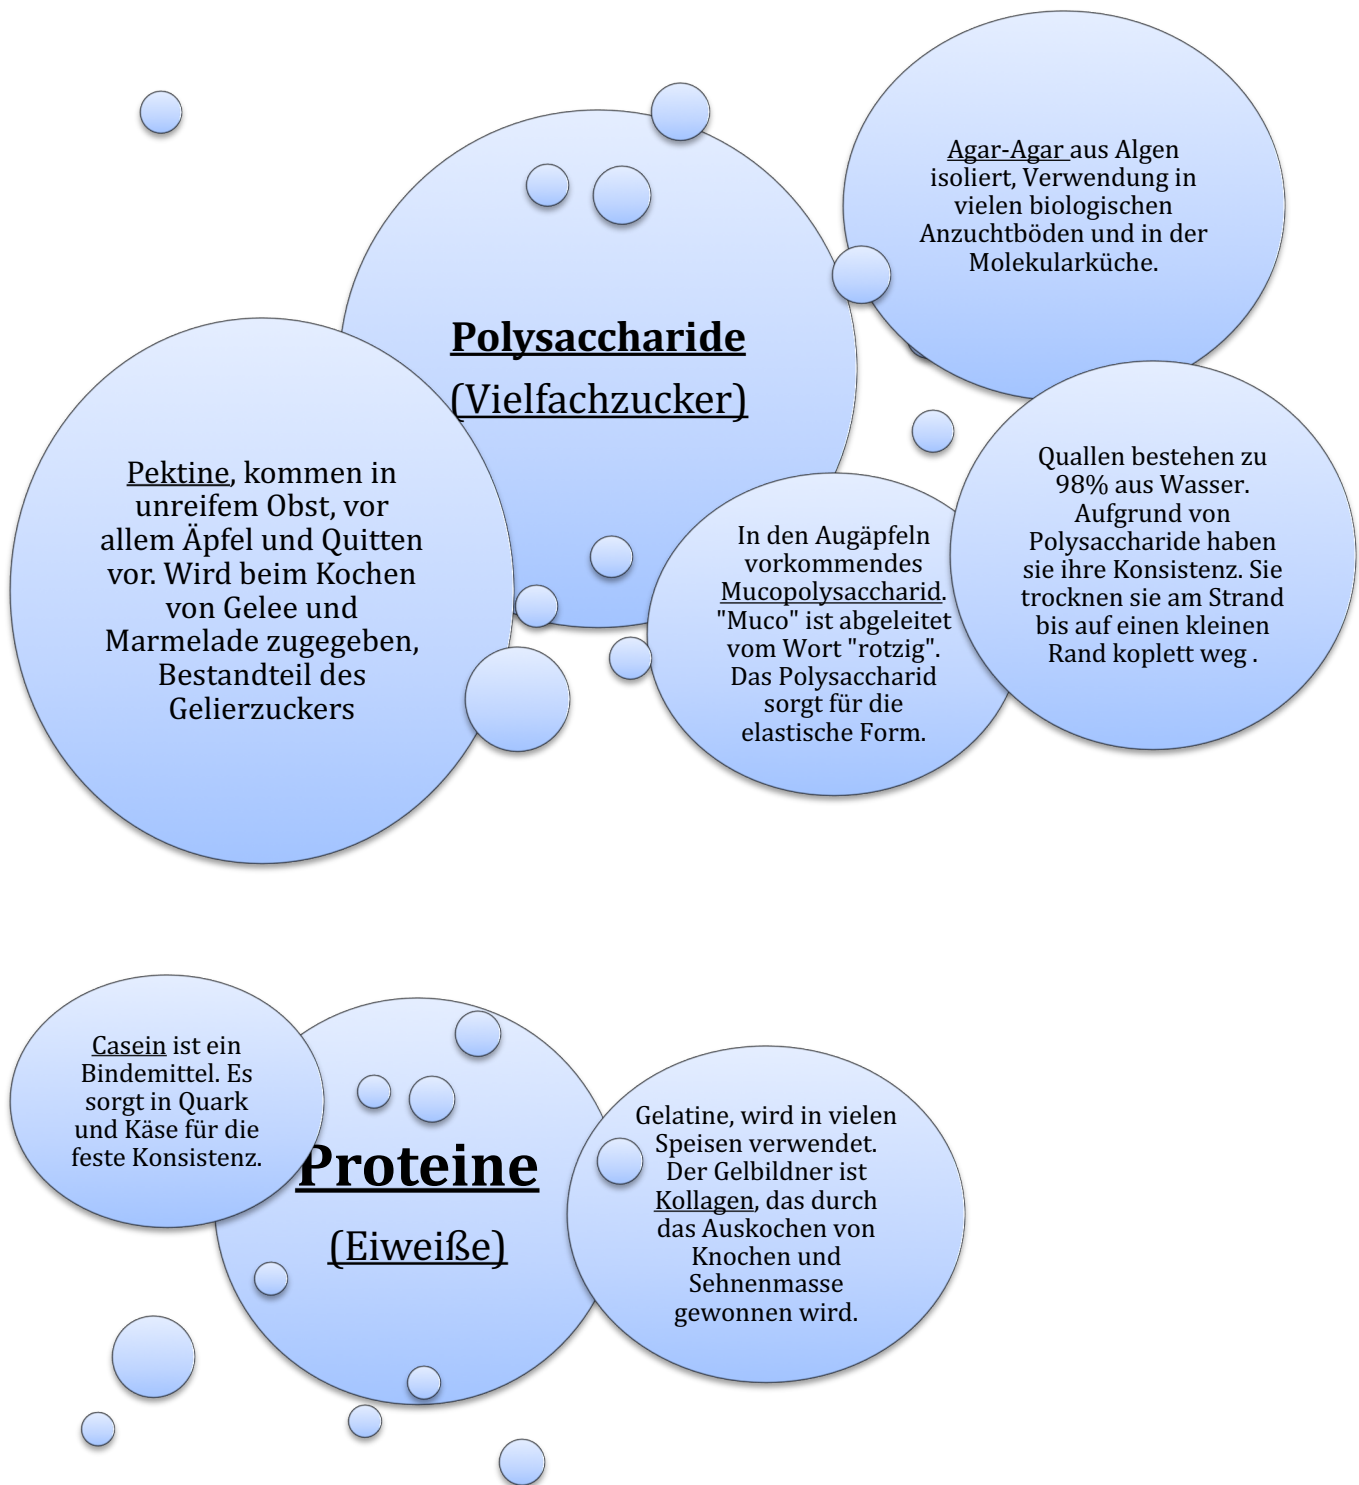 Agar-Agar aus Algen
isoliert, Verwendung in
vielen biologischen
Anzuchtböden und in der
Molekularküche.
Polysaccharide
(Vielfachzucker)
Pektine, kommen in
unreifem Obst, vor
allem Äpfel und Quitten
vor. Wird beim Kochen
von Gelee und
Marmelade zugegeben,
Bestandteil des
Gelierzuckers
In den Augäpfeln
vorkommendes
Mucopolysaccharid.
"Muco" ist abgeleitet
vom Wort "rotzig".
Das Polysaccharid
sorgt für die
elastische Form.
Quallen bestehen zu
98% aus Wasser.
Aufgrund von
Polysaccharide haben
sie ihre Konsistenz. Sie
trocknen sie am Strand
bis auf einen kleinen
Rand koplett weg .
Casein ist ein
Bindemittel. Es
sorgt in Quark
und Käse für die
feste Konsistenz.
Proteine
(Eiweiße)
Gelatine, wird in vielen
Speisen verwendet.
Der Gelbildner ist
Kollagen, das durch
das Auskochen von
Knochen und
Sehnenmasse
gewonnen wird.